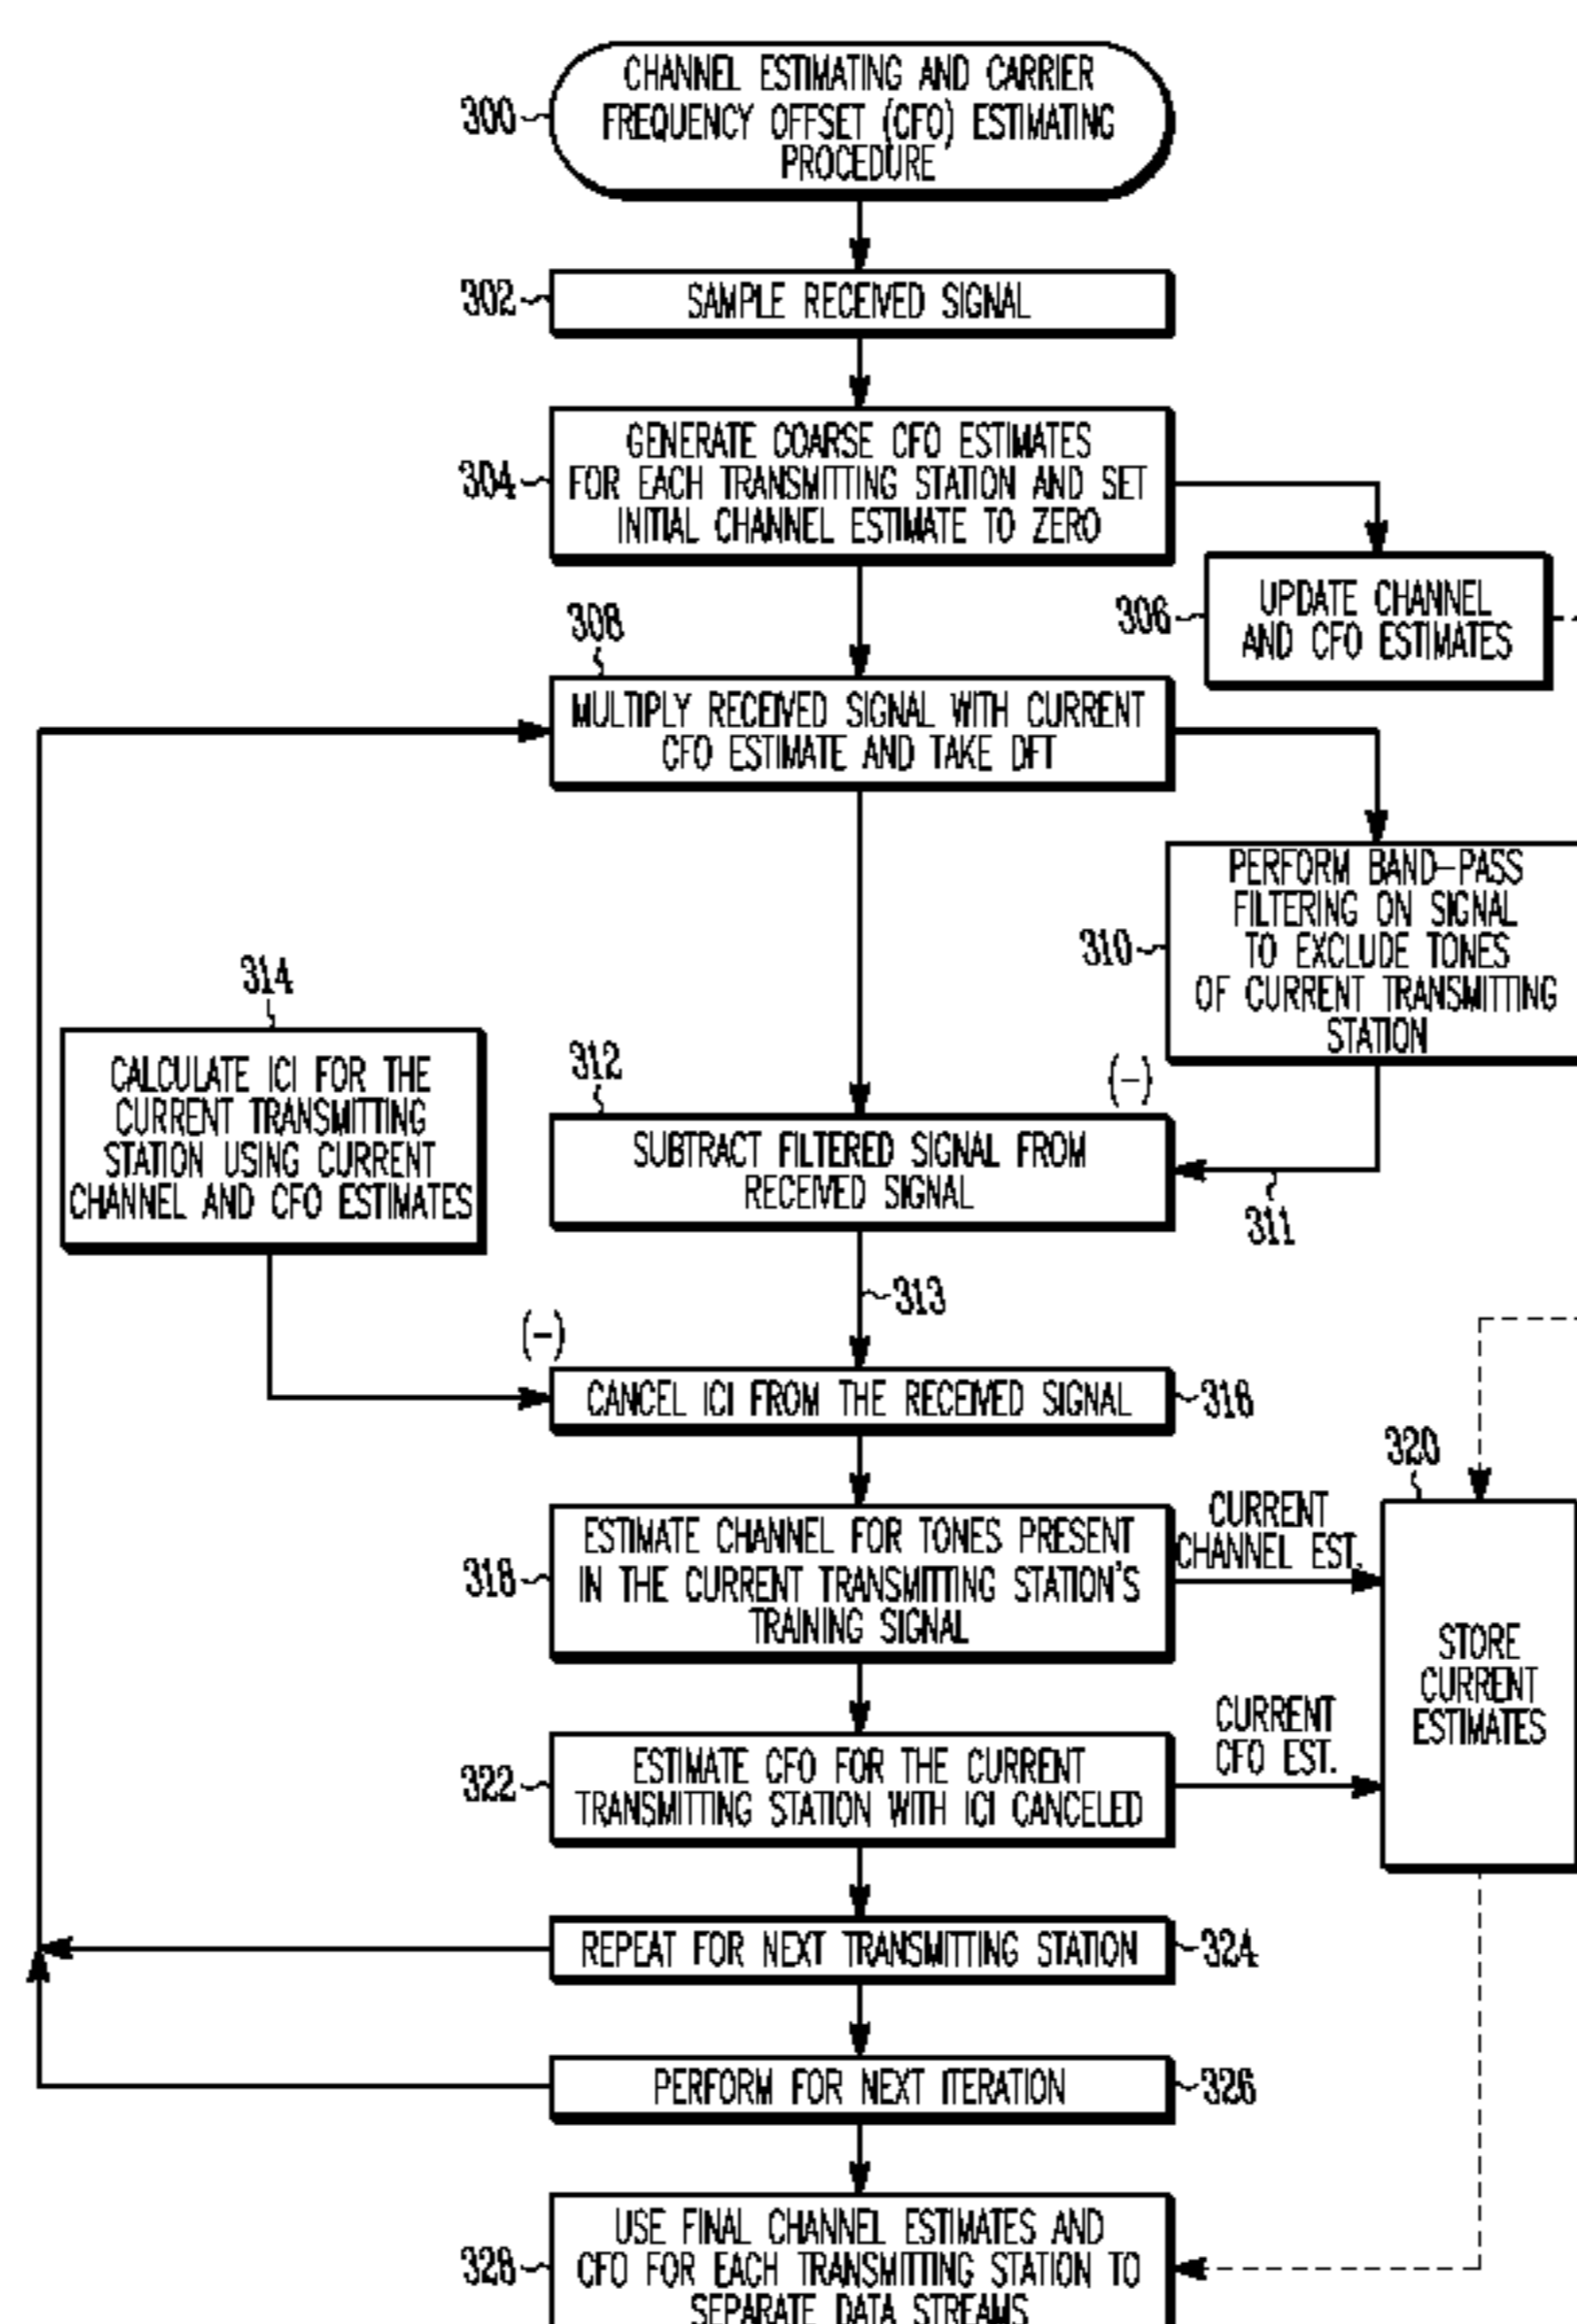 CHANNEL ESTIMATING AND CARRIER
FREQUENCY OFFSET (CFO) ESTIMATING
PROCEDURE
300
302
SAMPLE RECEIVED SIGNAL
304
GENERATE COARSE CFO ESTIMATES
FOR EACH TRANSMITTING STATION AND SET
INITIAL CHANNEL ESTIMATE TO ZERO
306
UPDATE CHANNEL
AND CFO ESTIMATES
308
MULTIPLY RECEIVED SIGNAL WITH CURRENT
CFO ESTIMATE AND TAKE DFT
310
PERFORM BAND-PASS
FILTERING ON SIGNAL
TO EXCLUDE TONES
OF CURRENT TRANSMITTING
STATION
314
CALCULATE ICI FOR THE
CURRENT TRANSMITTING
STATION USING CURRENT
CHANNEL AND CFO ESTIMATES
312
(-)
SUBTRACT FILTERED SIGNAL FROM
RECEIVED SIGNAL
311
313
(-)
CANCEL ICI FROM THE RECEIVED SIGNAL
316
318
ESTIMATE CHANNEL FOR TONES PRESENT
IN THE CURRENT TRANSMITTING STATION'S
TRAINING SIGNAL
CURRENT
CHANNEL EST.
320
STORE
CURRENT
ESTIMATES
322
ESTIMATE CFO FOR THE CURRENT
TRANSMITTING STATION WITH ICI CANCELED
CURRENT
CFO EST.
REPEAT FOR NEXT TRANSMITTING STATION
324
PERFORM FOR NEXT ITERATION
326
328
USE FINAL CHANNEL ESTIMATES AND
CFO FOR EACH TRANSMITTING STATION TO
SEPARATE DATA STREAMS